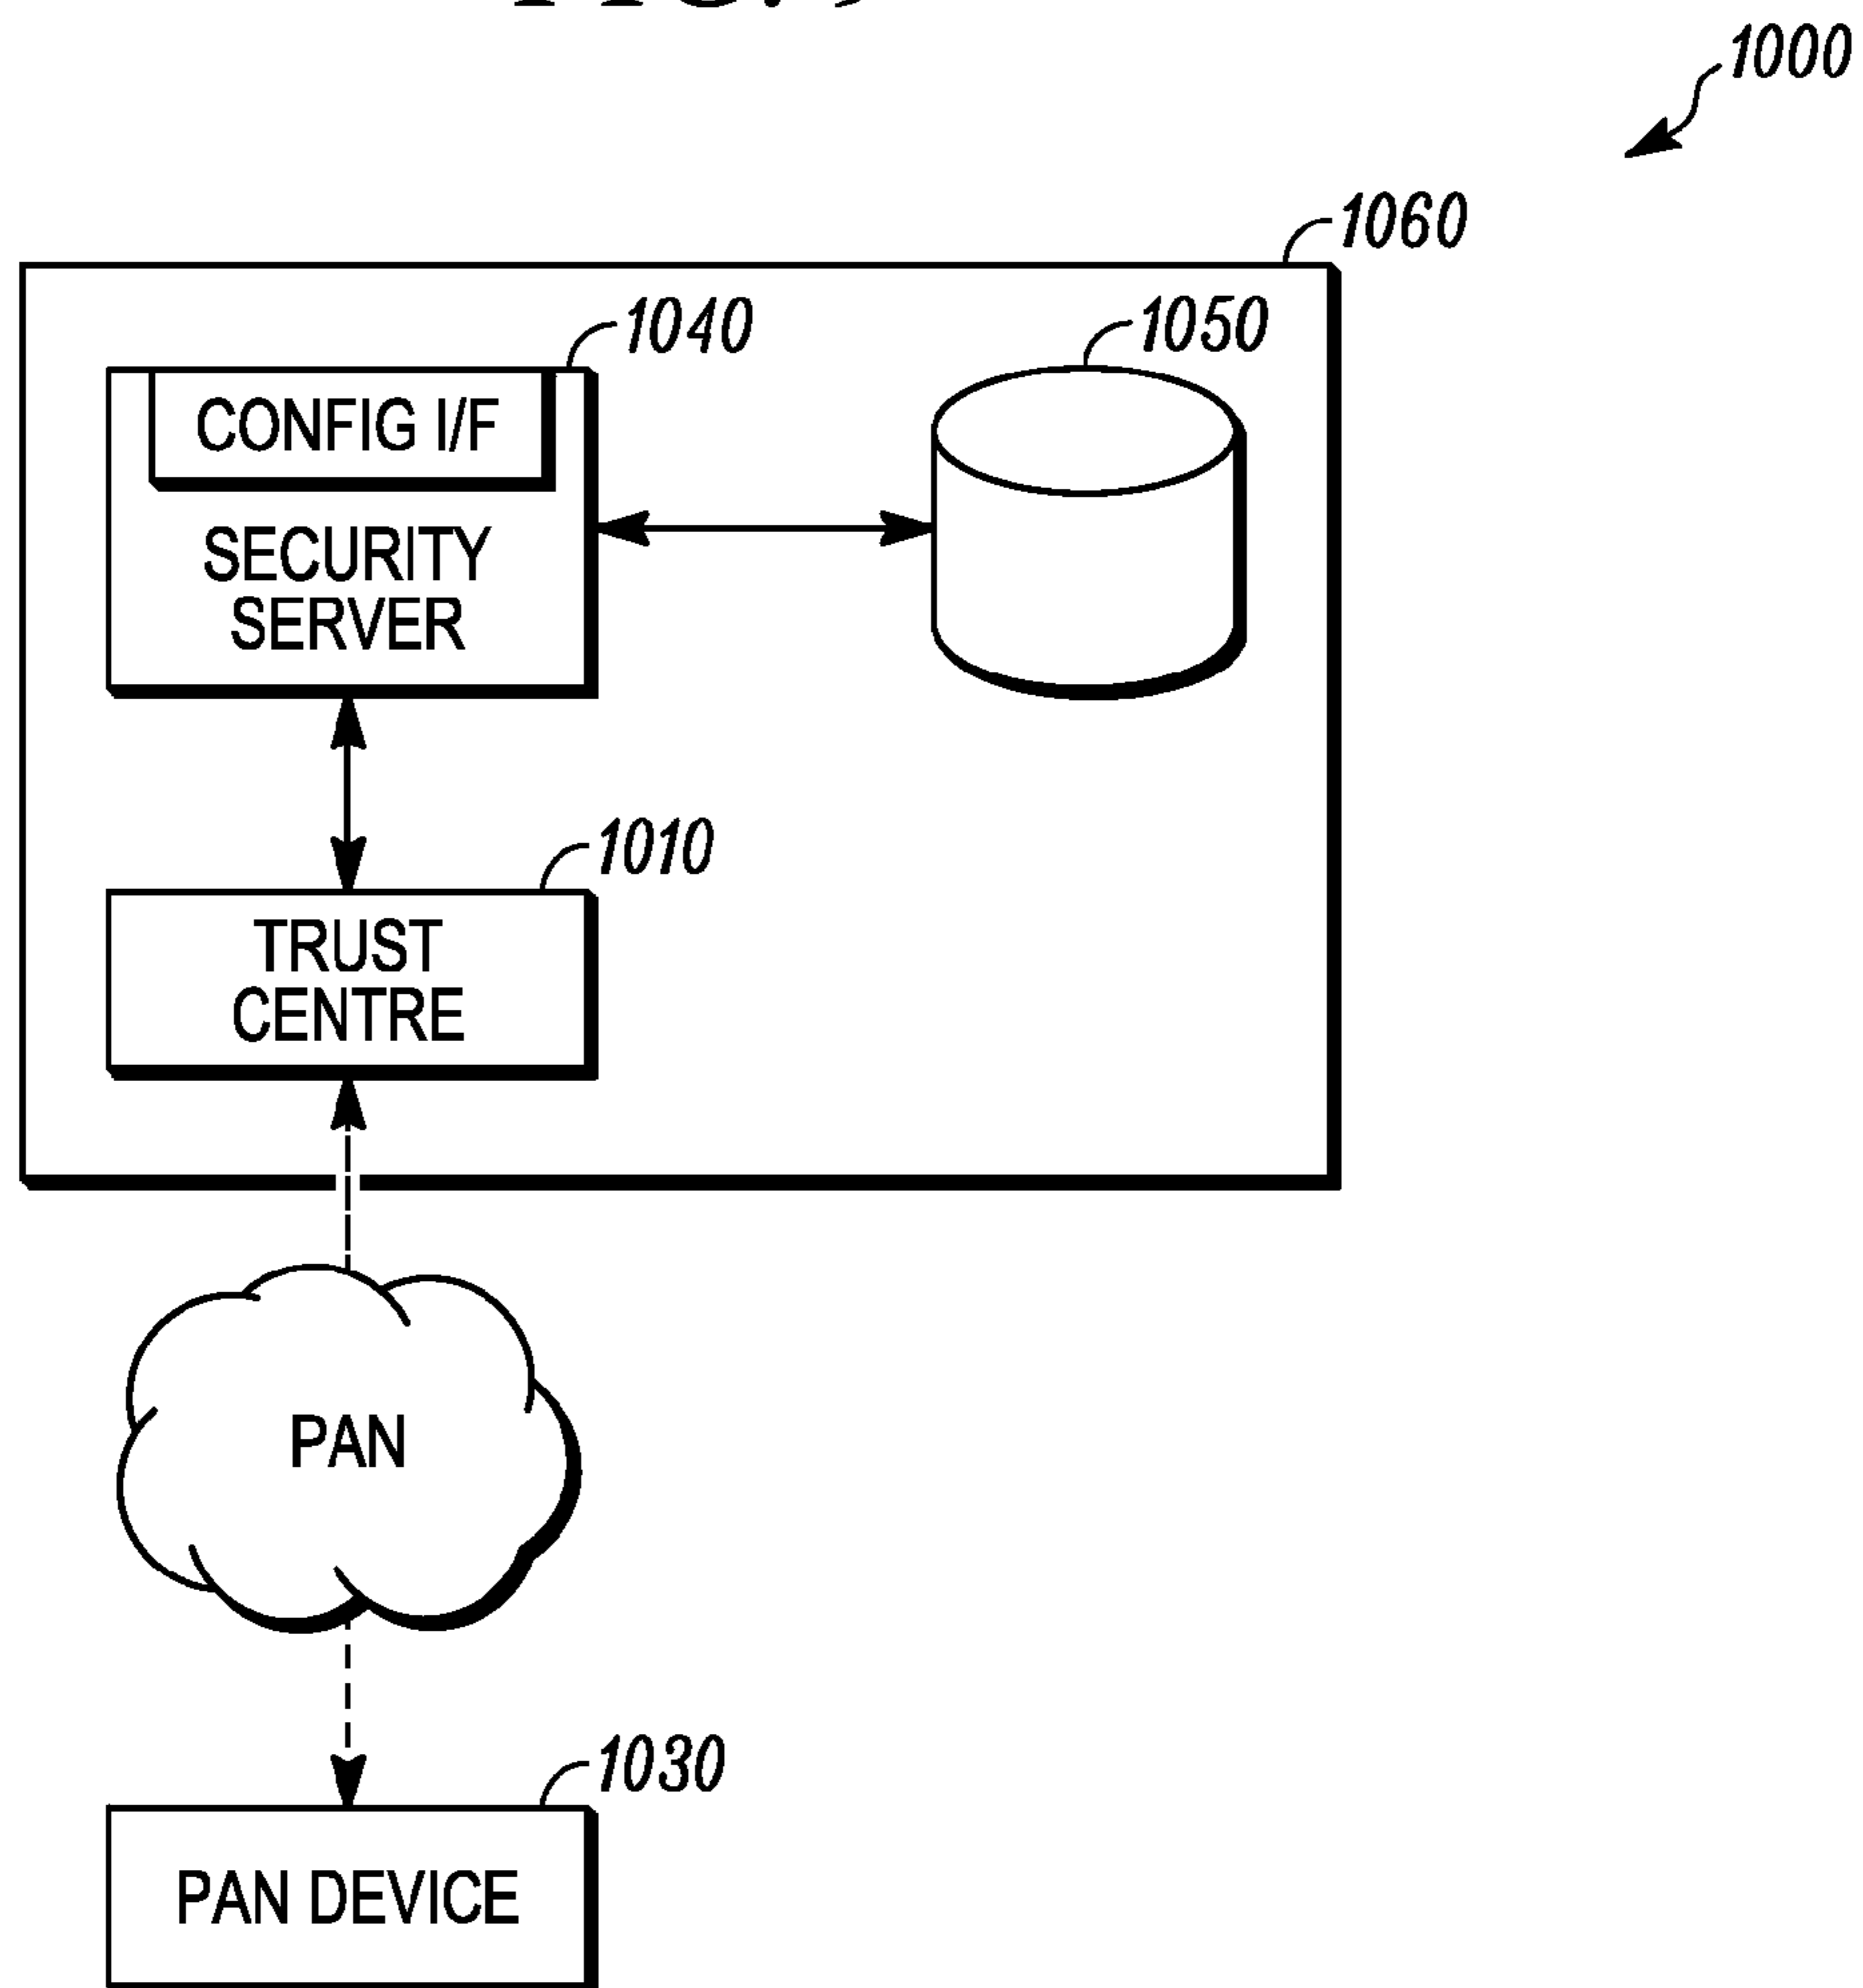 1000
1060
1040
1050
CONFIG I/F
SECURITY
SERVER
1010
TRUST
CENTRE
PAN
1030
PAN DEVICE